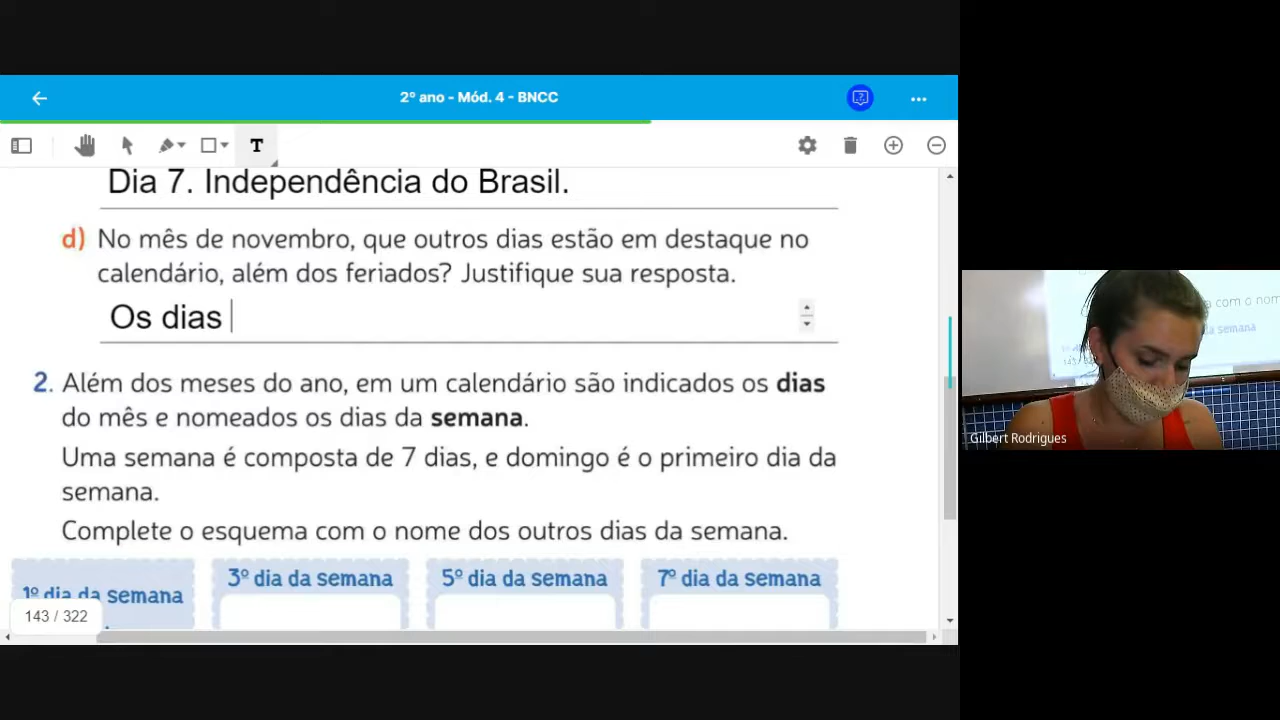 2º ano - Mód. 4 - BNCC
T
Dia 7. Independência do Brasil.
d) No mês de novembro, que outros dias estão em destaque no
calendário, além dos feriados? Justifique sua resposta.
Os dias
2. Além dos meses do ano, em um calendário são indicados os dias
do mês e nomeados os dias da semana.
Uma semana é composta de 7 dias, e domingo é o primeiro dia da
semana.
Complete o esquema com o nome dos outros dias da semana.
1º dia da semana
3º dia da semana
5º dia da semana
7º dia da semana
143 / 322
com o nom
da semana
Gilbert Rodrigues